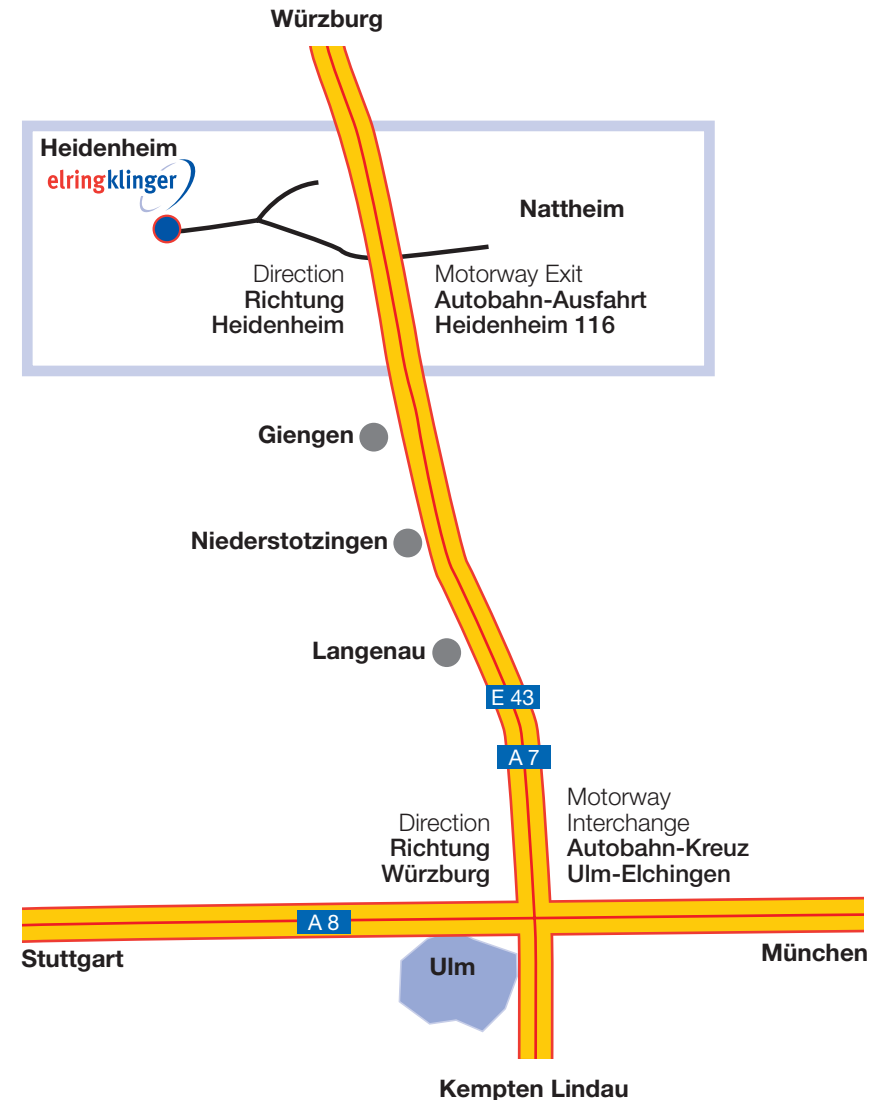 Würzburg
Heidenheim
elringklinger
Nattheim
Direction
Richtung
Heidenheim
Motorway Exit
Autobahn-Ausfahrt
Heidenheim 116
Giengen
Niederstotzingen
Langenau
E 43
A 7
Direction
Richtung
Würzburg
Motorway
Interchange
Autobahn-Kreuz
Ulm-Elchingen
A 8
Stuttgart
Ulm
München
Kempten Lindau